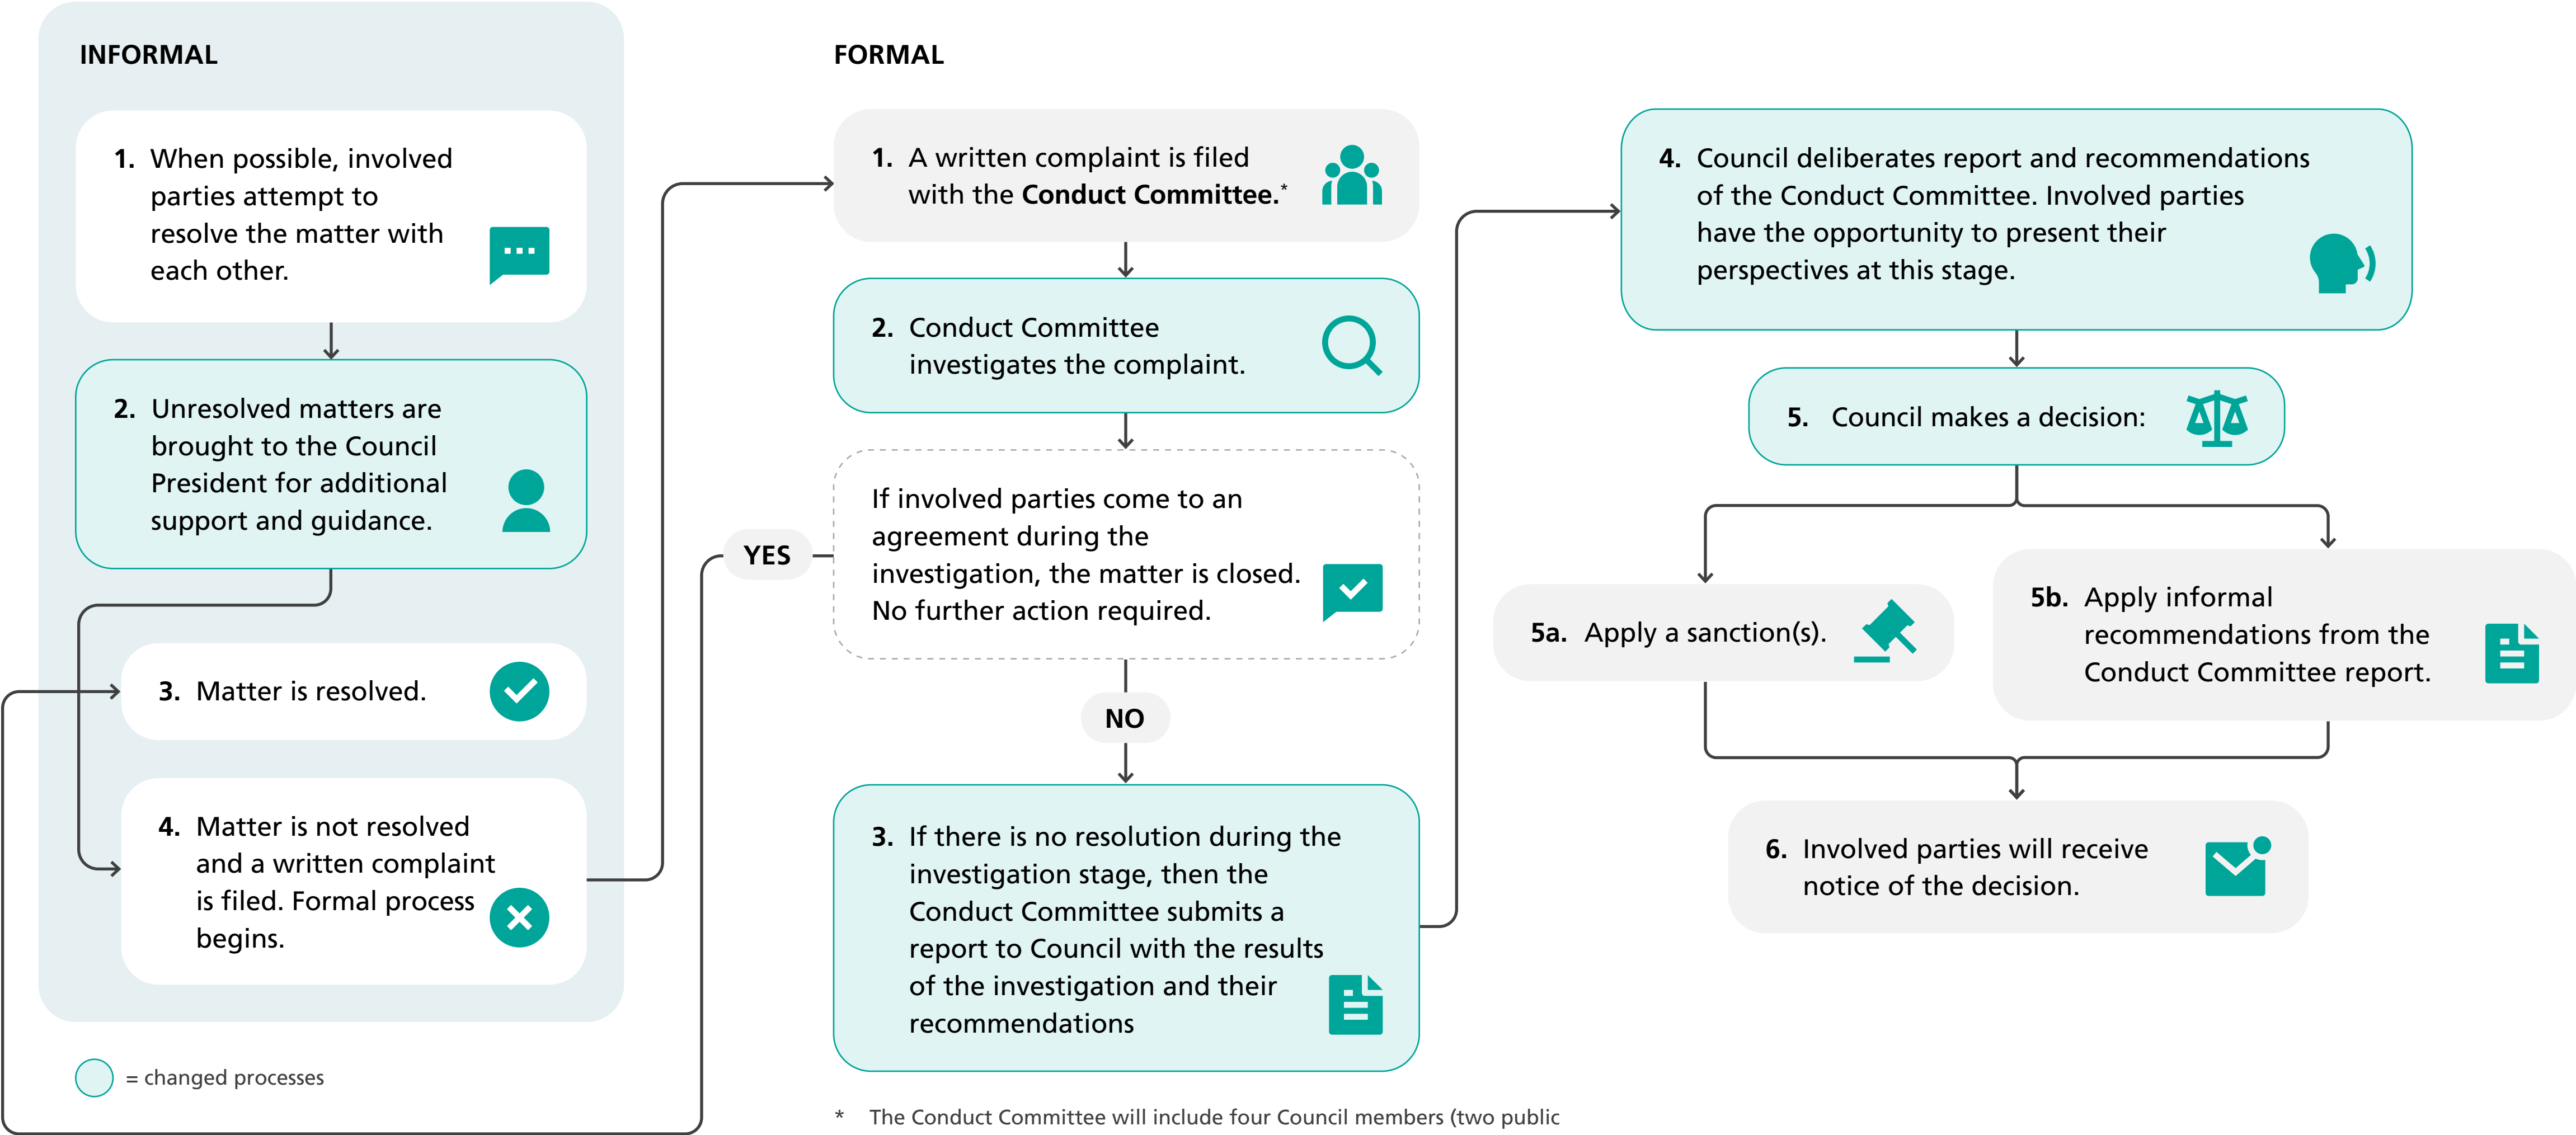 INFORMAL
1. When possible, involved
parties attempt to
resolve the matter with
each other.
2. Unresolved matters are
brought to the Council
President for additional
support and guidance.
3. Matter is resolved.
4. Matter is not resolved
and a written complaint
is filed. Formal process
begins.
= changed processes
FORMAL
1. A written complaint is filed
with the Conduct Committee.*
2. Conduct Committee
investigates the complaint.
If involved parties come to an
agreement during the
investigation, the matter is closed.
No further action required.
YES
NO
3. If there is no resolution during the
investigation stage, then the
Conduct Committee submits a
report to Council with the results
of the investigation and their
recommendations
* The Conduct Committee will include four Council members (two public
4. Council deliberates report and recommendations
of the Conduct Committee. Involved parties
have the opportunity to present their
perspectives at this stage.
5. Council makes a decision:
5a. Apply a sanction(s).
5b. Apply informal
recommendations from the
Conduct Committee report.
6. Involved parties will receive
notice of the decision.